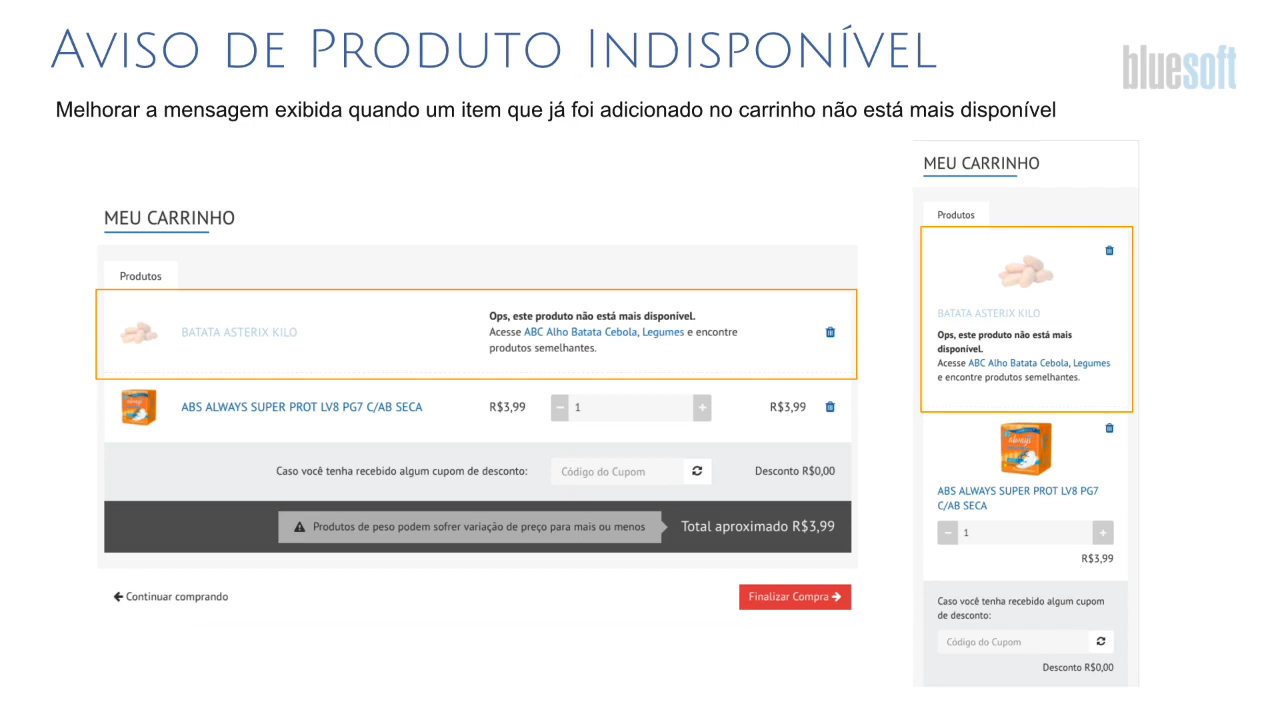 Aviso de Produto Indisponível
bluesoft
Melhorar a mensagem exibida quando um item que já foi adicionado no carrinho não está mais disponível
MEU CARRINHO
Produtos
BATATA ASTERIX KILO
Ops, este produto não está mais disponível.
Acesse ABC Alho Batata Cebola, Legumes e encontre
produtos semelhantes.
ABS ALWAYS SUPER PROT LV8 PG7 C/AB SECA
R$3,99
1
R$3,99
Caso você tenha recebido algum cupom de desconto:
Código do Cupom
Desconto R$0,00
Produtos de peso podem sofrer variação de preço para mais ou menos
Total aproximado R$3,99
Continuar comprando
Finalizar Compra
MEU CARRINHO
Produtos
BATATA ASTERIX KILO
Ops, este produto não está mais
disponível.
Acesse ABC Alho Batata Cebola, Legumes
e encontre produtos semelhantes.
always
ABS ALWAYS SUPER PROT LV8 PG7
C/AB SECA
1
R$3,99
Caso você tenha recebido algum cupom
de desconto:
Código do Cupom
Desconto R$0,00